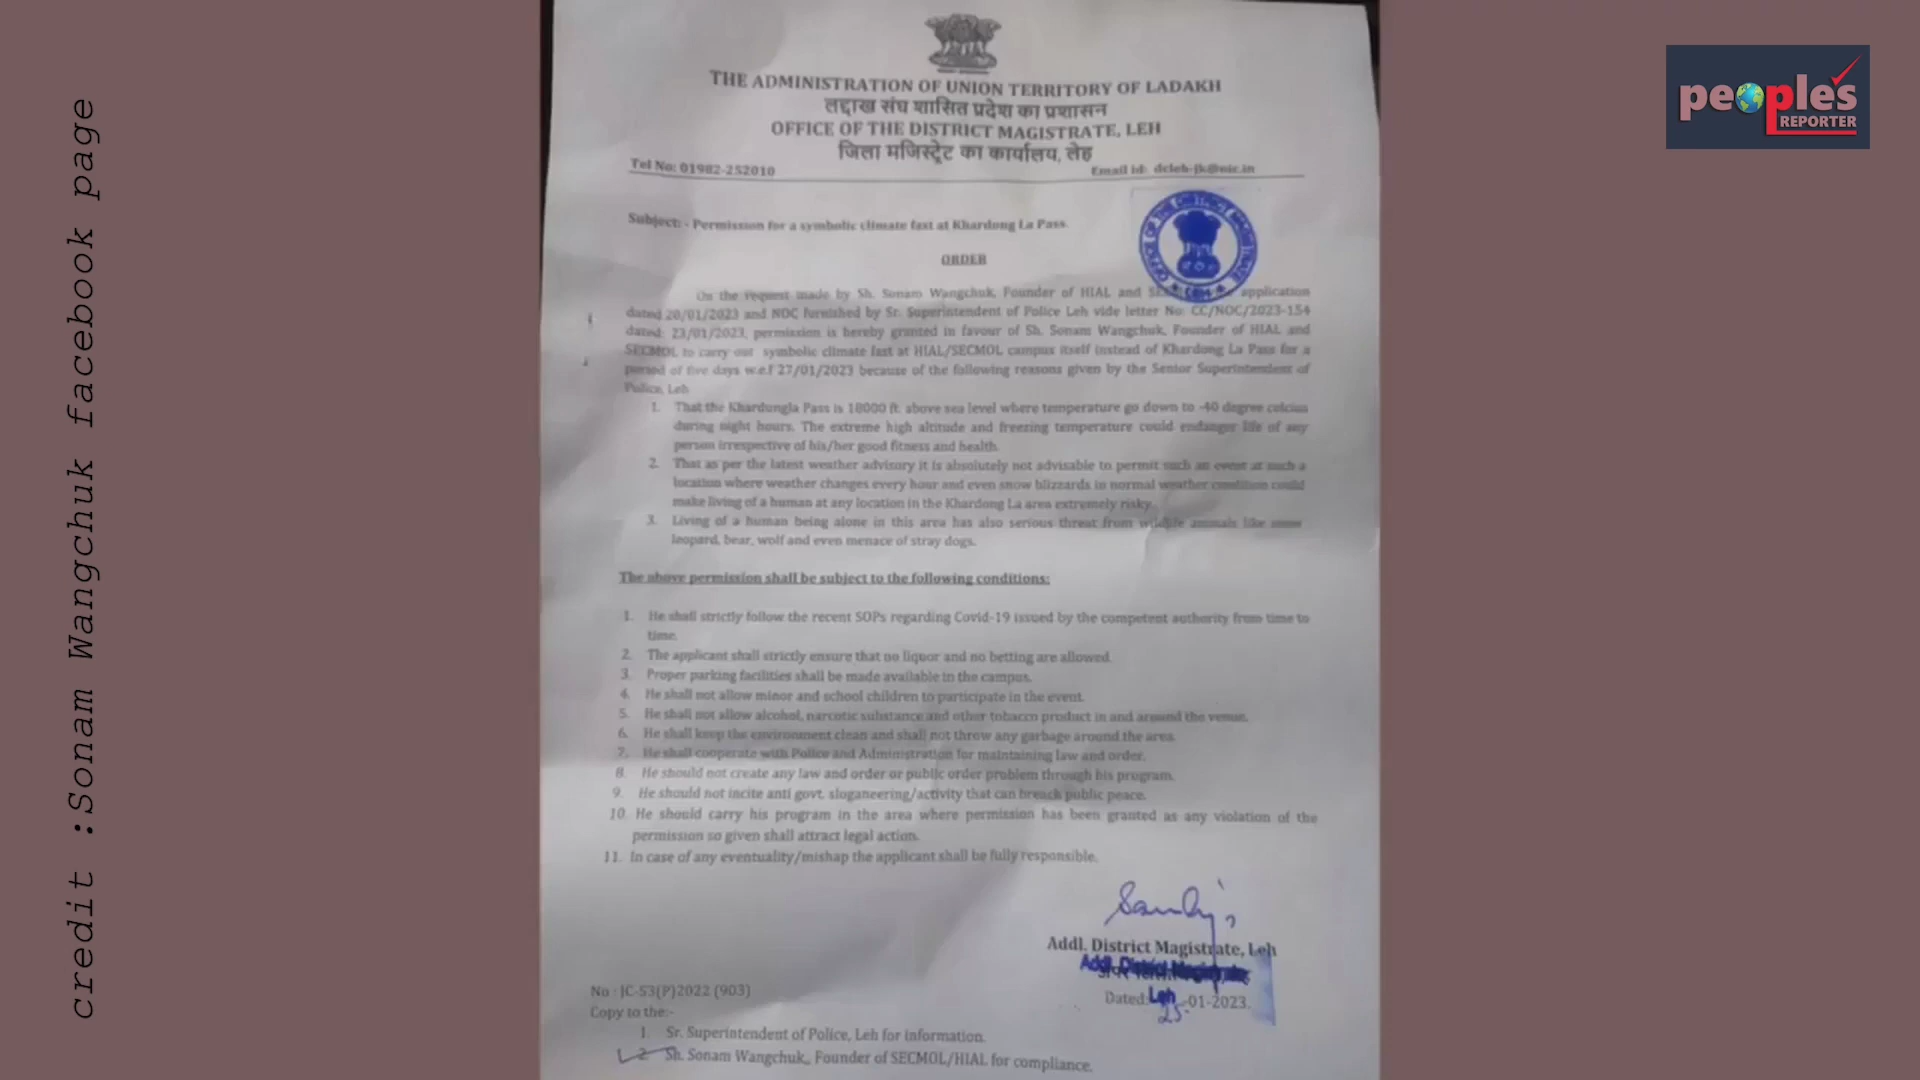 THE ADMINISTRATION OF UNION TERRITORY OF LADAKH
लद्दाख संघ शासित प्रदेश का प्रशासन
OFFICE OF THE DISTRICT MAGISTRATE, LEH
जिला मजिस्ट्रेट का कार्यालय, लेह
Tel No: 01982-252010 Email id: dcleh-jk@nic.in
OFFICE OF THE DISTRICT MAGISTRATE
Subject: - Permission for a symbolic climate fast at Khardung La Pass.
ORDER
On the request made by Sh. Sonam Wangchuk, Founder of HIAL and application
dated 20/01/2023 and NOC furnished by Sr. Superintendent of Police Leh vide letter No. CC/NOC/2023-154
dated: 23/01/2023, permission is hereby granted in favour of Sh. Sonam Wangchuk, Founder of HIAL and
SECMOL to carry out symbolic climate fast at HIAL/SECMOL campus itself instead of Khardong La Pass for a
period of five days w.e.f 27/01/2023 because of the following reasons given by the Senior Superintendent of
Police, Leh
1. That the Khardungla Pass is 18000 ft. above sea level where temperature go down to -40 degree celcius
during night hours. The extreme high altitude and freezing temperature could endanger life of any
person irrespective of his/her good fitness and health.
2. That as per the latest weather advisory it is absolutely not advisable to permit such an event at such a
location where weather changes every hour and even snow blizzards in normal weather condition could
make living of a human at any location in the Khardong La area extremely risky.
3. Living of a human being alone in this area has also serious threat from wildlife animals like snow
leopard, bear, wolf and even menace of stray dogs.
The above permission shall be subject to the following conditions:
1. He shall strictly follow the recent SOPs regarding Covid-19 issued by the competent authority from time to
time.
2. The applicant shall strictly ensure that no liquor and no betting are allowed.
3. Proper parking facilities shall be made available in the campus.
4. He shall not allow minor and school children to participate in the event.
5. He shall not allow alcohol, narcotic substance and other tobacco product in and around the venue.
6. He shall keep the environment clean and shall not throw any garbage around the area.
7. He shall cooperate with Police and Administration for maintaining law and order.
8. He should not create any law and order or public order problem through his program.
9. He should not incite anti govt. sloganeering/activity that can breach public peace.
10. He should carry his program in the area where permission has been granted as any violation of the
permission so given shall attract legal action.
11. In case of any eventuality/mishap the applicant shall be fully responsible.
Addl. District Magistrate, Leh
Addl. District Magistrate
Leh
Dated: 25-01-2023.
No : JC-53(P)2022 (903)
Copy to the:-
1. Sr. Superintendent of Police, Leh for information.
2. Sh. Sonam Wangchuk, Founder of SECMOL/HIAL for compliance.
credit :Sonam Wangchuk facebook page
people's
REPORTER